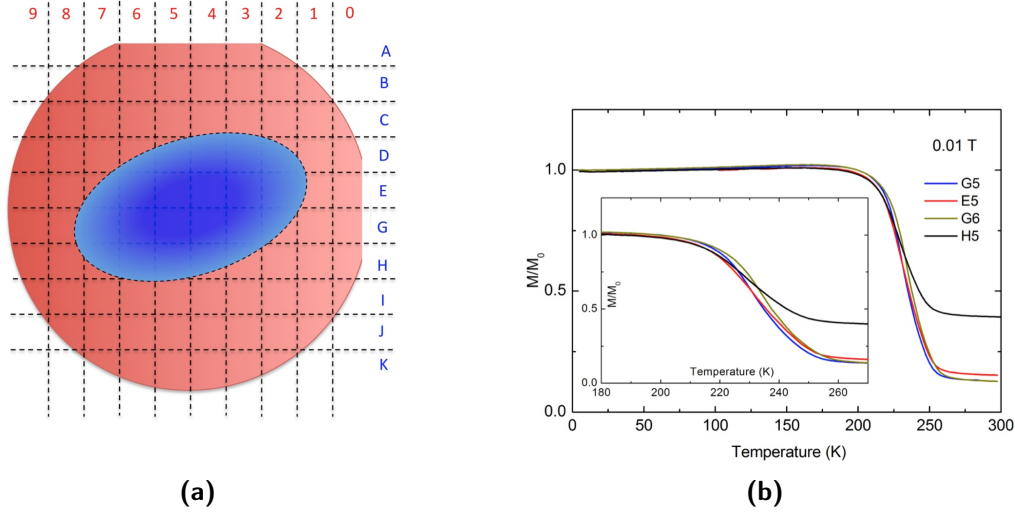 9 8 7 6 5 4 3 2 1 0
A
B
C
D
E
G
H
I
J
K
(a)
0.01 T
G5
E5
G6
H5
M/M0
1.0
0.5
0.0
0 50 100 150 200 250 300
Temperature (K)
M/M0
1.0
0.5
0.0
180 200 220 240 260
Temperature (K)
(b)